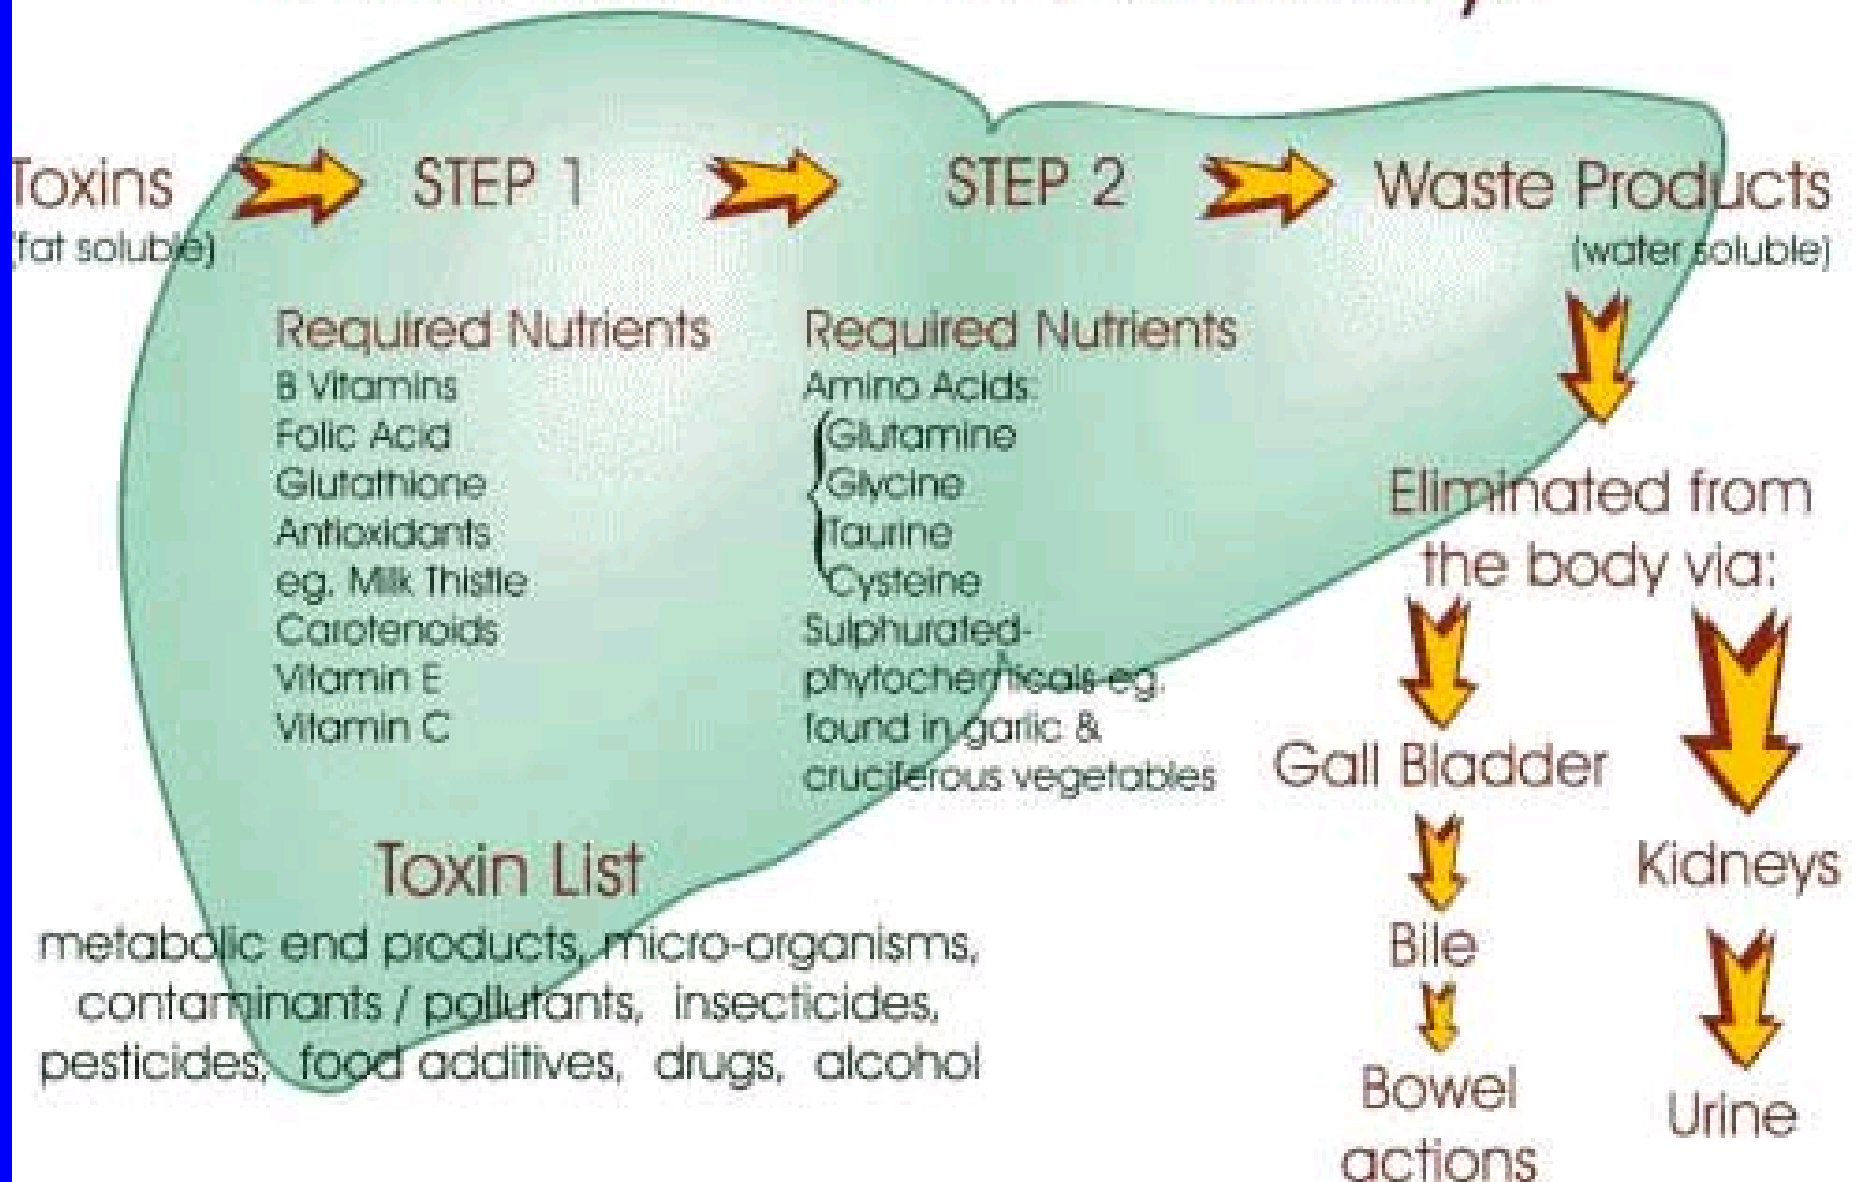 Toxins
(fat soluble)
STEP 1
STEP 2
Waste Products
(water soluble)
Required Nutrients
B Vitamins
Folic Acid
Glutathione
Antioxidants
eg. Milk Thistle
Carotenoids
Vitamin E
Vitamin C
Required Nutrients
Amino Acids:
Glutamine
Glycine
Taurine
Cysteine
Sulphurated-
phytochemicals eg.
found in garlic &
cruciferous vegetables
Eliminated from
the body via:
Gall Bladder
Bile
Bowel
actions
Kidneys
Urine
Toxin List
metabolic end products, micro-organisms,
contaminants / pollutants, insecticides,
pesticides, food additives, drugs, alcohol